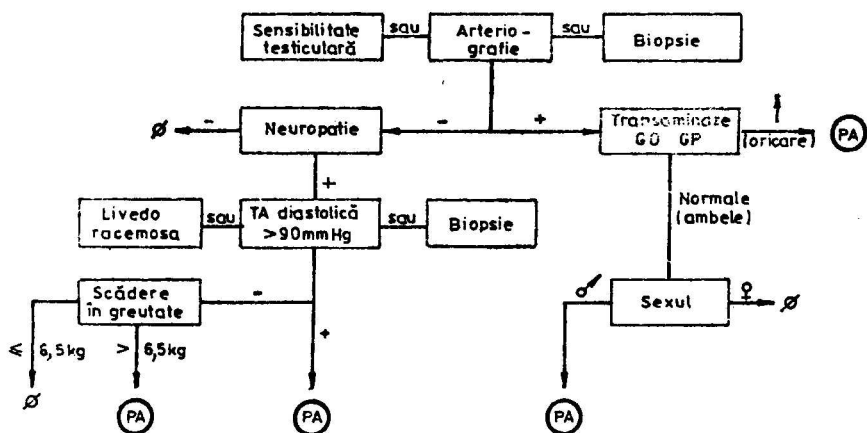 Sensibilitate
testiculară
sau
Arterio-
grafie
sau
Biopsie
Ø
-
Neuropatie
-
+
Transaminaze
GO GP
(oricare)
PA
+
Normale
(ambele)
Livedo
racemosa
sau
TA diastolică
>90mmHg
sau
Biopsie
Scădere
în greutate
-
+
♂
Sexul
♀
Ø
≤ 6,5kg
> 6,5kg
Ø
PA
PA
PA